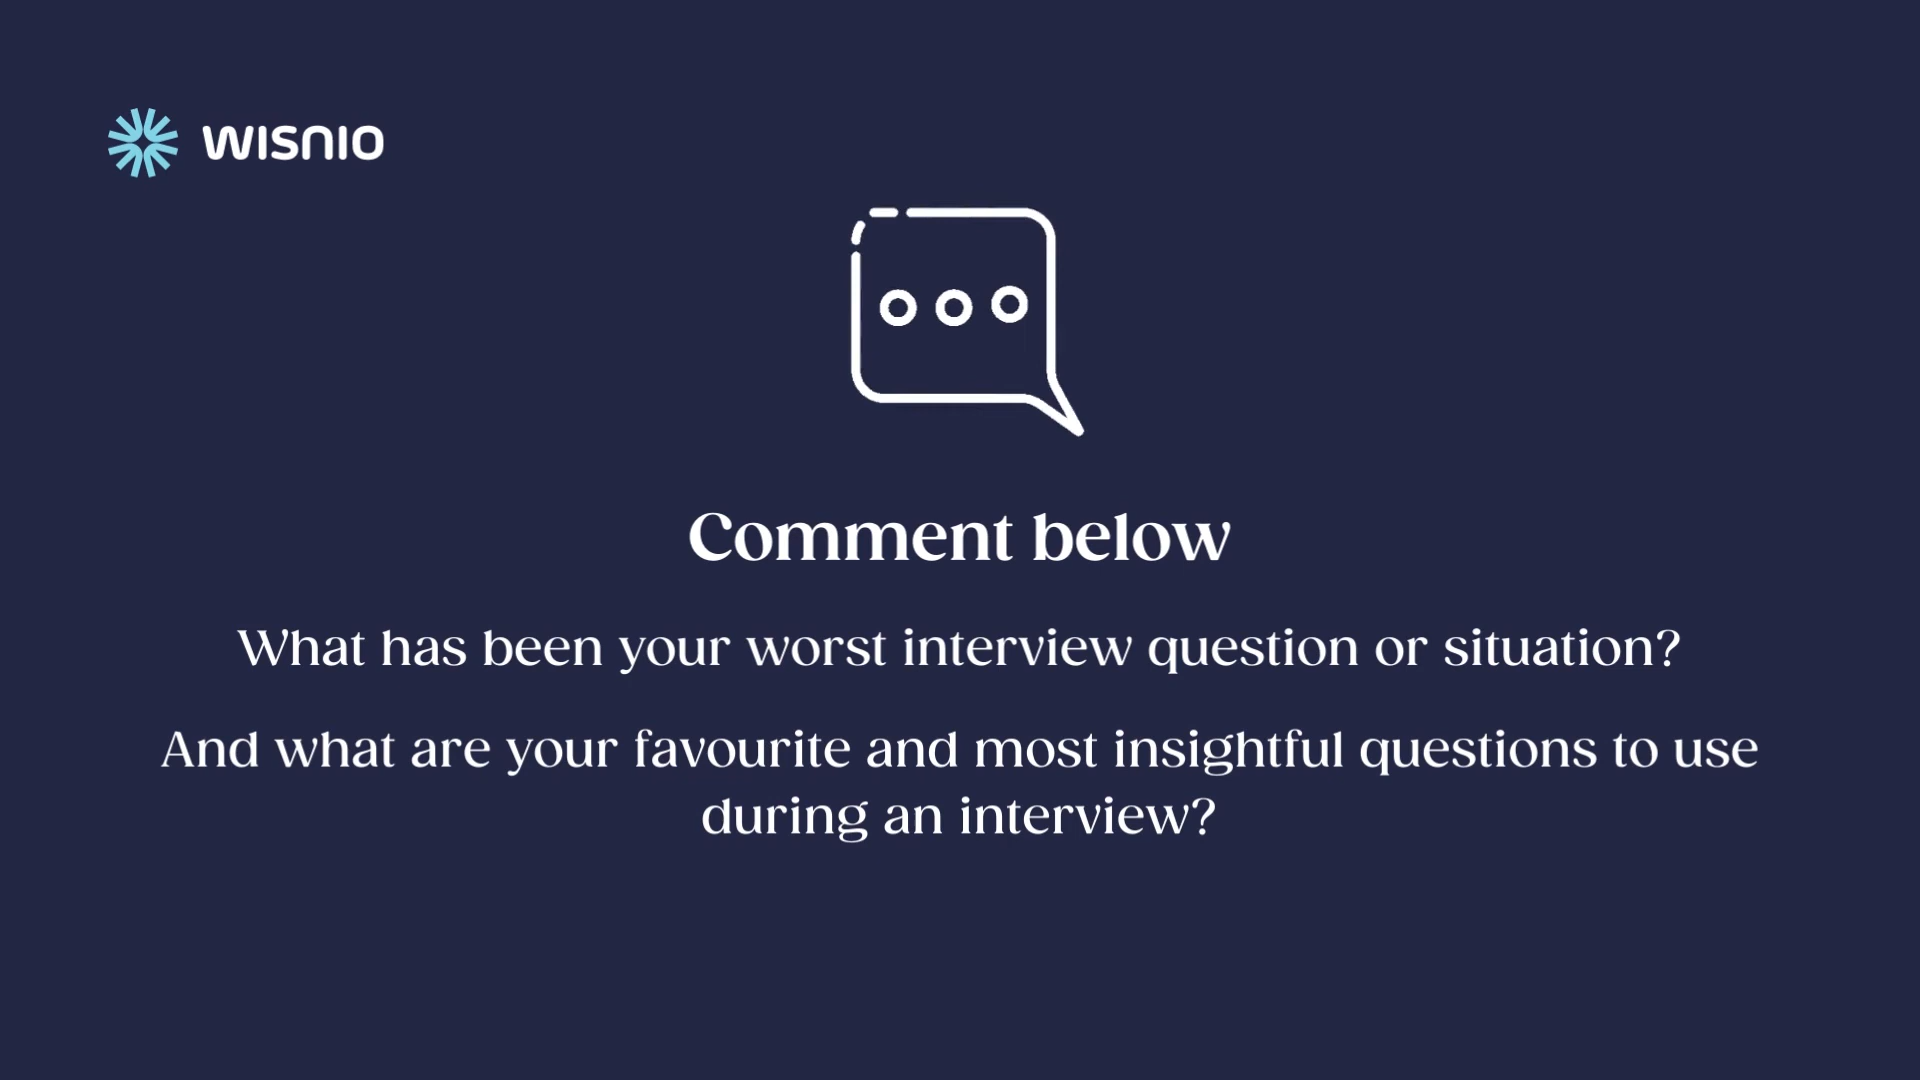 WISNIO
Comment below
What has been your worst interview question or situation?
And what are your favourite and most insightful questions to use
during an interview?